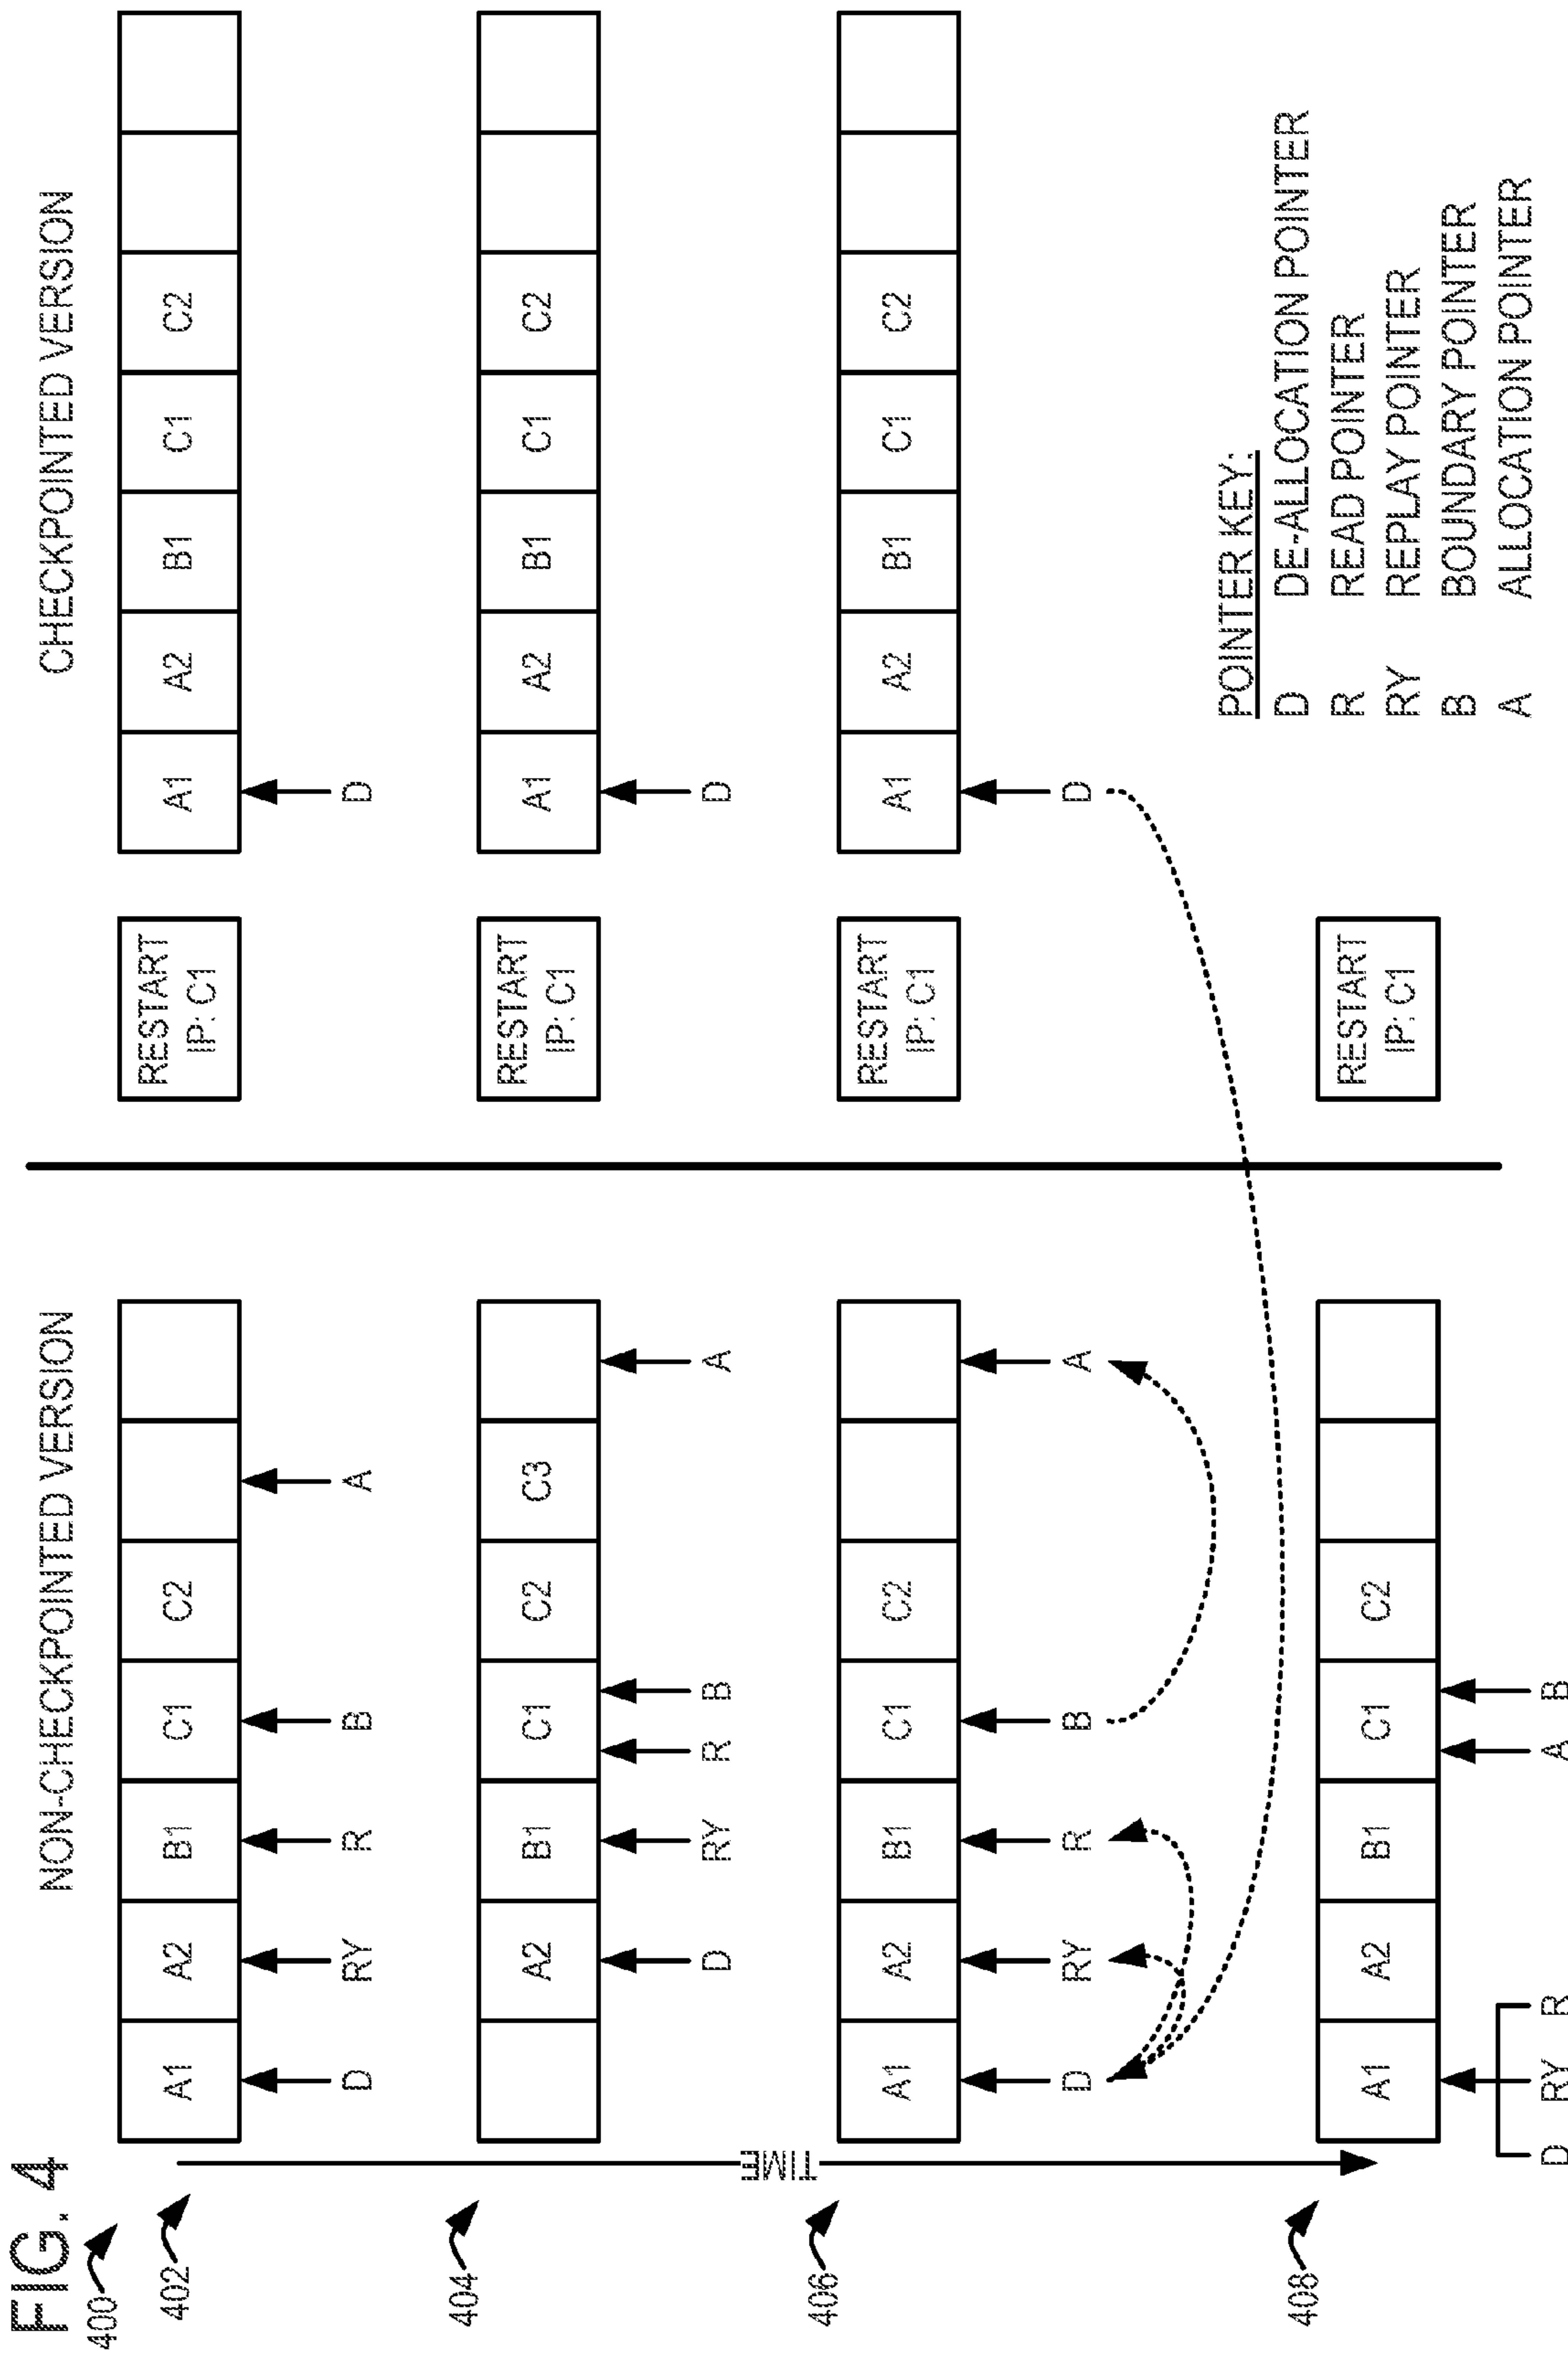 FIG. 4
400
NON-CHECKPOINTED VERSION
CHECKPOINTED VERSION
402
A1 A2 B1 C1 C2
RESTART
IP: C1
A1 A2 B1 C1 C2
D RY R B A
D
404
A2 B1 C1 C2 C3
RESTART
IP: C1
A1 A2 B1 C1 C2
D RY R B A
D
TIME
406
A1 A2 B1 C1 C2
RESTART
IP: C1
A1 A2 B1 C1 C2
D RY R B A
D
408
A1 A2 B1 C1 C2
RESTART
IP: C1
D RY R A B
POINTER KEY:
D DE-ALLOCATION POINTER
R READ POINTER
RY REPLAY POINTER
B BOUNDARY POINTER
A ALLOCATION POINTER